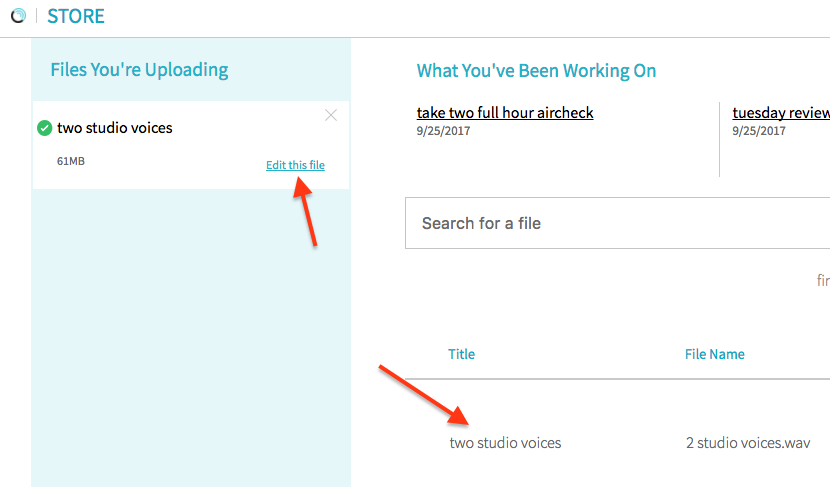 STORE
Files You're Uploading
two studio voices
61MB
Edit this file
What You've Been Working On
take two full hour aircheck
9/25/2017
tuesday review
9/25/2017
Search for a file
Title
File Name
two studio voices
2 studio voices.wav